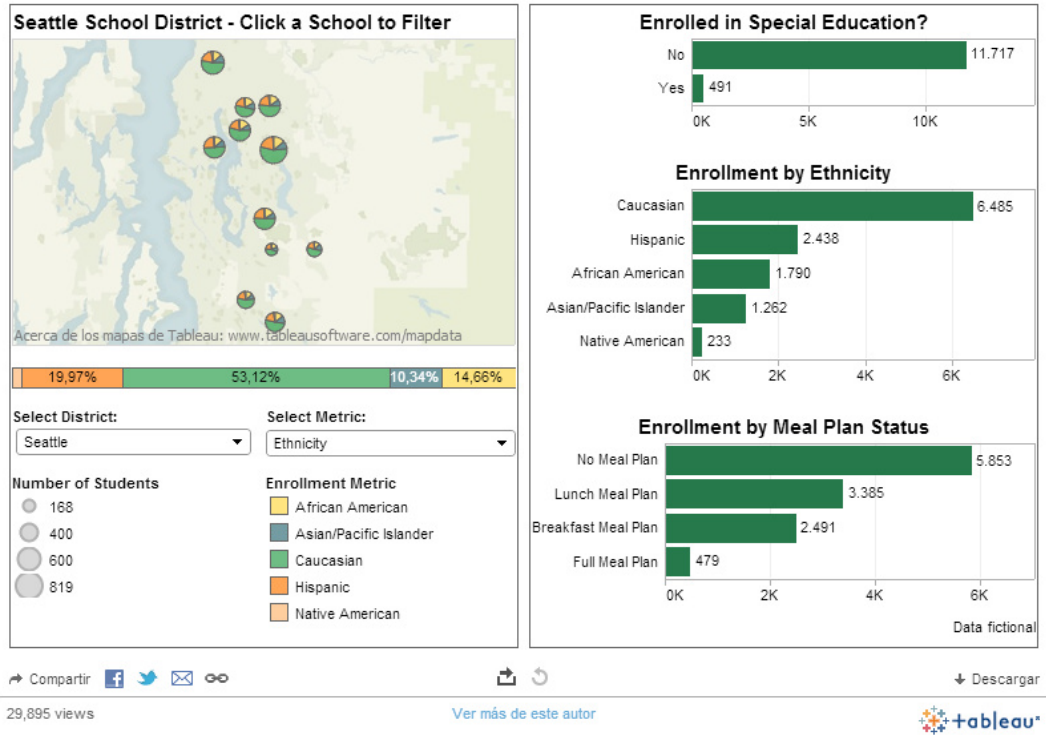 Seattle School District - Click a School to Filter
Acerca de los mapas de Tableau: www.tableausoftware.com/mapdata
19,97% 53,12% 10,34% 14,66%
Select District:
Select Metric:
Seattle
Ethnicity
Number of Students
168
400
600
819
Enrollment Metric
African American
Asian/Pacific Islander
Caucasian
Hispanic
Native American
Enrolled in Special Education?
No 11.717
Yes 491
0K 5K 10K
Enrollment by Ethnicity
Caucasian 6.485
Hispanic 2.438
African American 1.790
Asian/Pacific Islander 1.262
Native American 233
0K 2K 4K 6K
Enrollment by Meal Plan Status
No Meal Plan 5.853
Lunch Meal Plan 3.385
Breakfast Meal Plan 2.491
Full Meal Plan 479
0K 2K 4K 6K
Data fictional
Compartir
Descargar
29,895 views
Ver más de este autor
+ableau